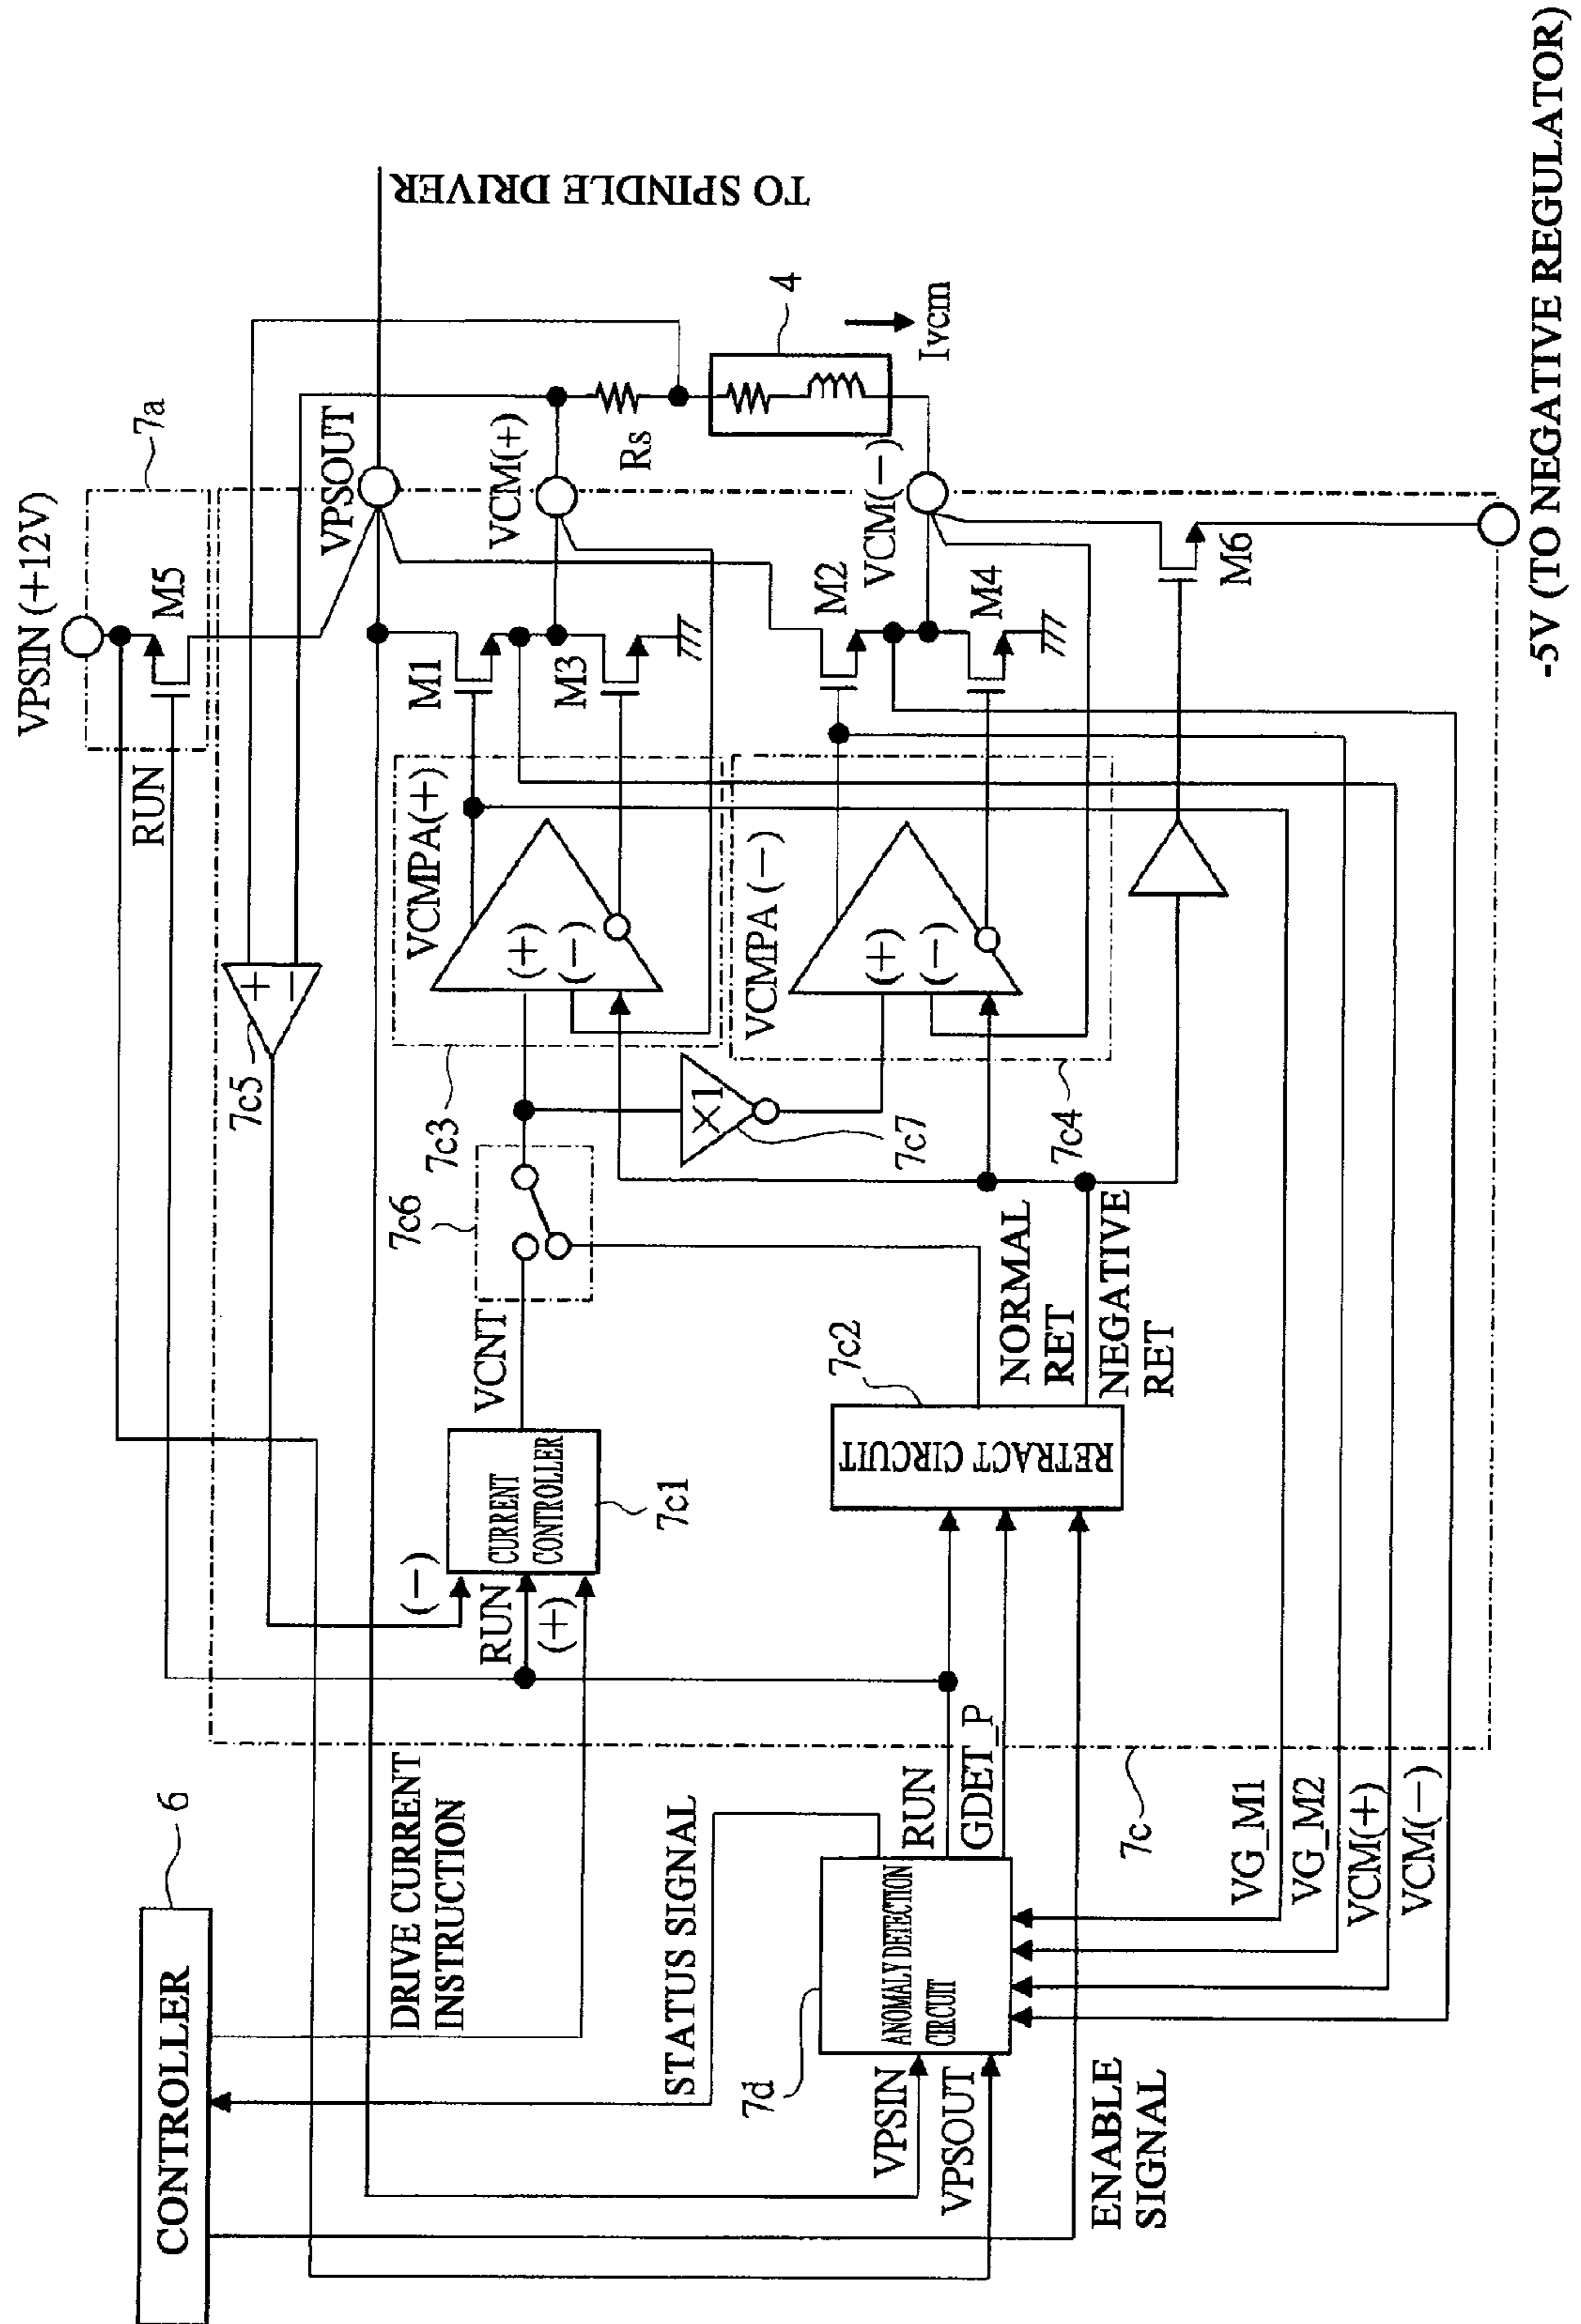 CONTROLLER
6
VPSIN (+12V)
7a
RUN
M5
VPSOUT
TO SPINDLE DRIVER
7c5
+
−
DRIVE CURRENT
INSTRUCTION
(−)
RUN
(+)
CURRENT
CONTROLLER
7c1
VCNT
7c6
7c3
VCMPA(+)
(+)
(−)
M1
M3
VCM(+)
Rs
4
Ivcm
×1
7c7
VCMPA (−)
(+)
(−)
7c4
M2
M4
VCM(−)
M6
STATUS SIGNAL
7d
ANOMALY DETECTION
CIRCUIT
VPSIN
VPSOUT
RUN
GDET_P
7c2
RETRACT CIRCUIT
NORMAL
RET
NEGATIVE
RET
ENABLE
SIGNAL
7c
VG_M1
VG_M2
VCM(+)
VCM(−)
-5V (TO NEGATIVE REGULATOR)